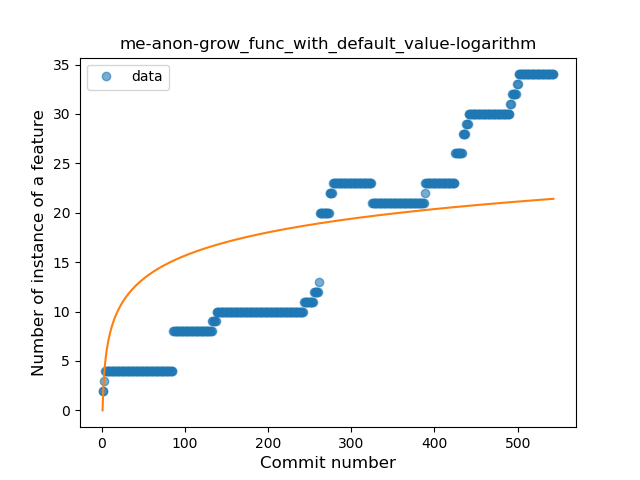 me-anon-grow_func_with_default_value-logarithm
data
Number of instance of a feature
35
30
25
20
15
10
5
0
0 100 200 300 400 500
Commit number